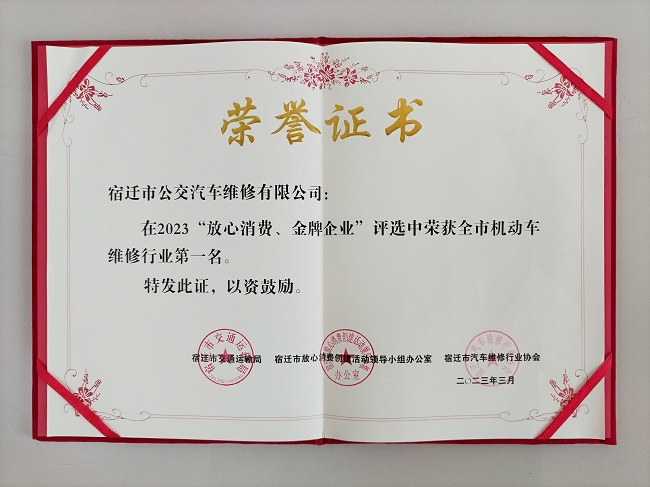 荣誉证书
宿迁市公交汽车维修有限公司：
在2023“放心消费、金牌企业”评选中荣获全市机动车
维修行业第一名。
特发此证，以资鼓励。
宿迁市交通运输局 宿迁市放心消费创建活动领导小组办公室 宿迁市汽车维修行业协会
二〇二三年三月
办公室